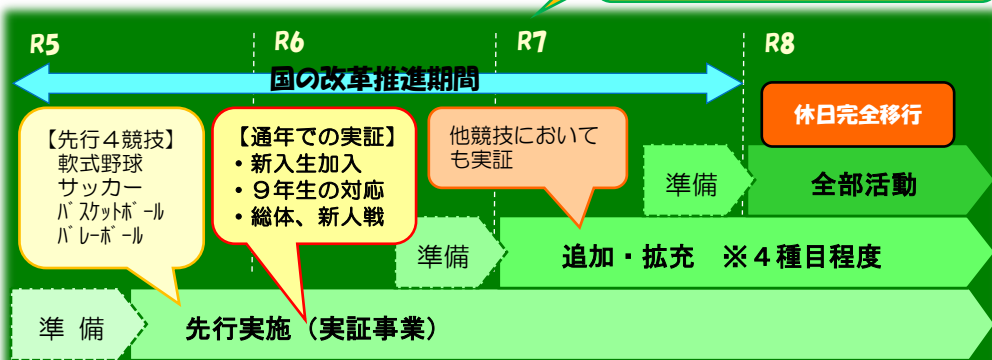 R5
R6
R7
R8
国の改革推進期間
【先行４競技】
軟式野球
サッカー
ﾊﾞｽｹｯﾄﾎﾞｰﾙ
ﾊﾞﾚｰﾎﾞｰﾙ
【通年での実証】
・新入生加入
・９年生の対応
・総体、新人戦
他競技において
も実証
休日完全移行
準備
全部活動
準備
追加・拡充　※４種目程度
準 備
先行実施（実証事業）